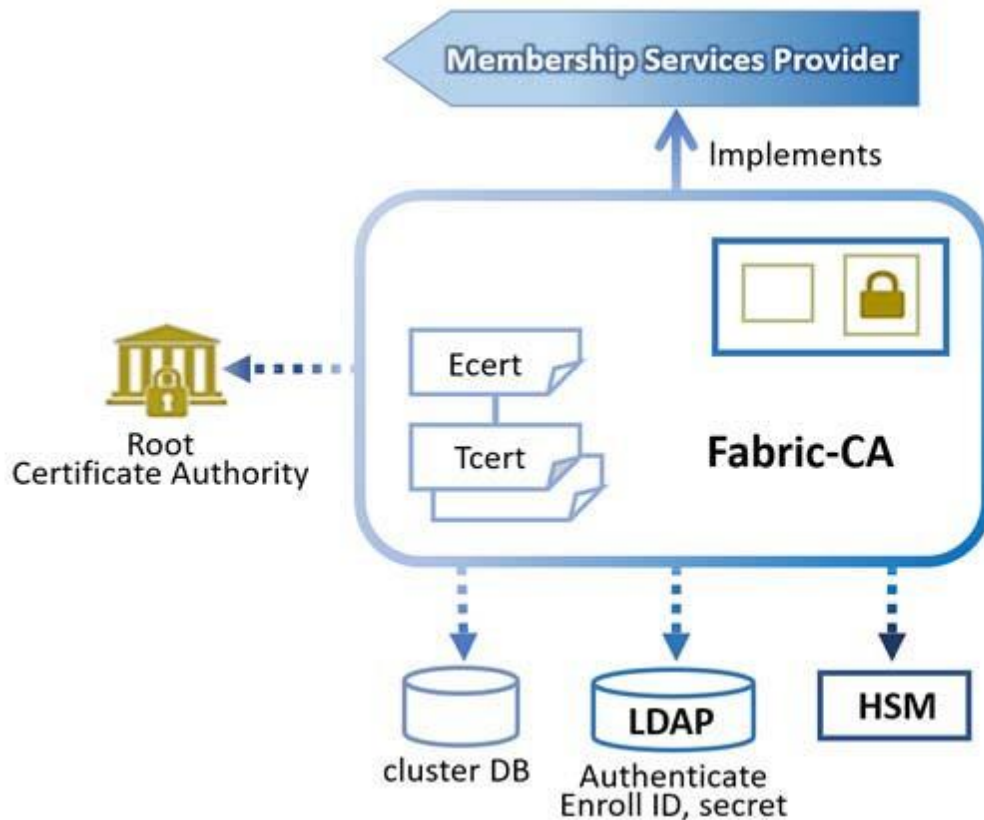 Membership Services Provider
Implements
Ecert
Tcert
Fabric-CA
Root
Certificate Authority
cluster DB
LDAP
Authenticate
Enroll ID, secret
HSM